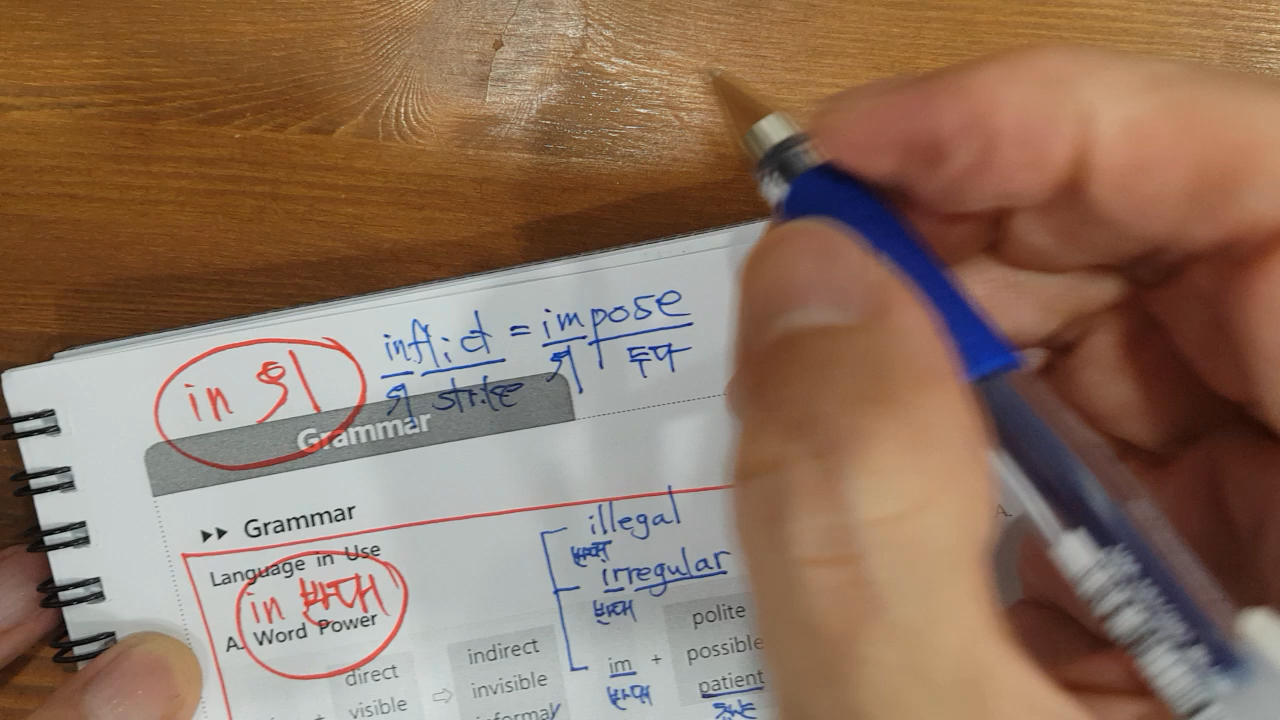 inflict = impose
in 위
위 strike 위 두다
Grammar
▸▸ Grammar
illegal
Language in Use
반대
irregular
in 반대
반대
A. Word Power
polite
im +
possible
indirect
반대
patient
direct
⇨
invisible
visible
informal
+
A.